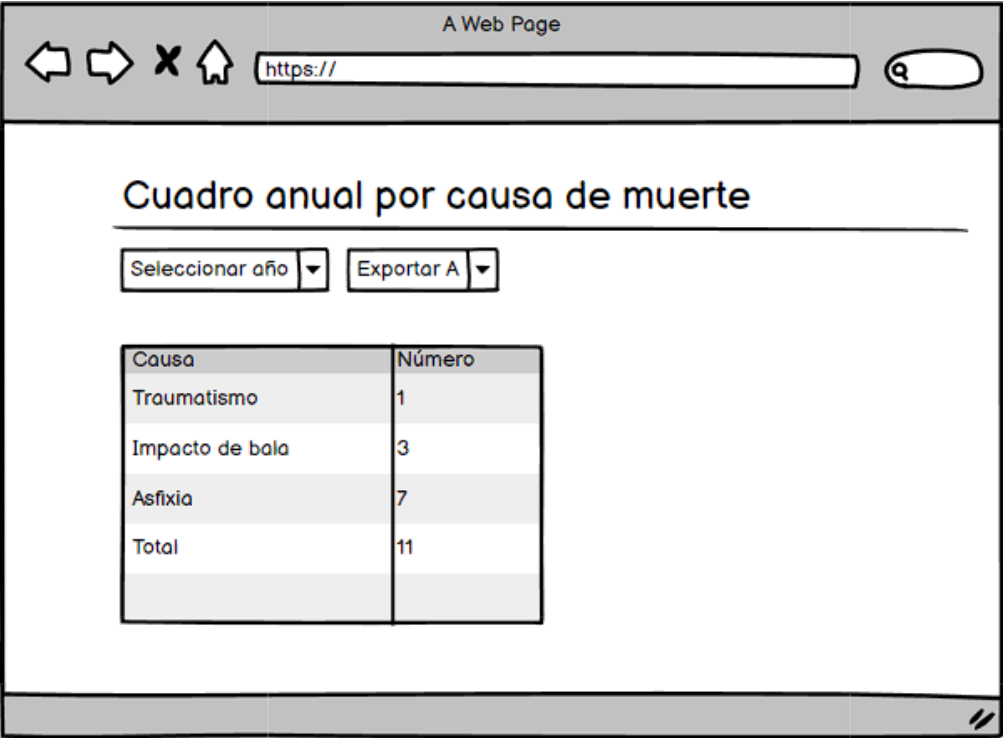 A Web Page
https://
Cuadro anual por causa de muerte
Seleccionar año Exportar A
Causa Número
Traumatismo 1
Impacto de bala 3
Asfixia 7
Total 11